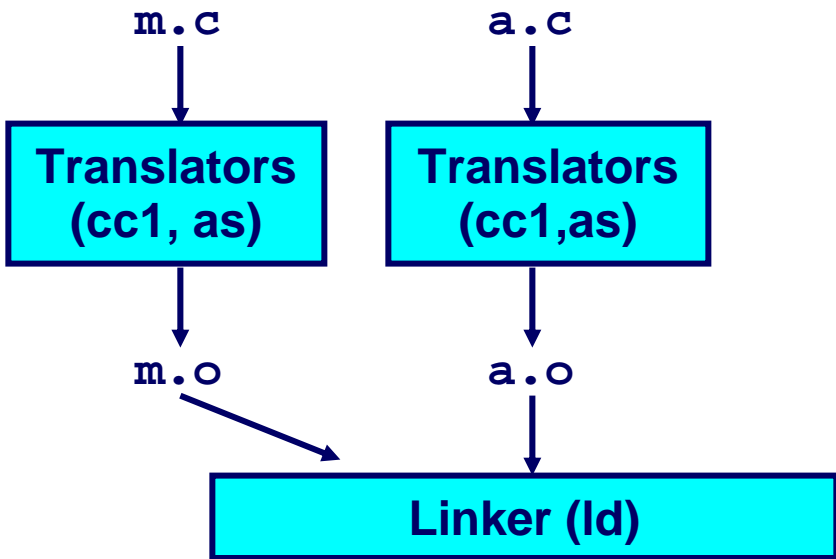 m.c
a.c
Translators
(cc1, as)
Translators
(cc1,as)
m.o
a.o
Linker (ld)